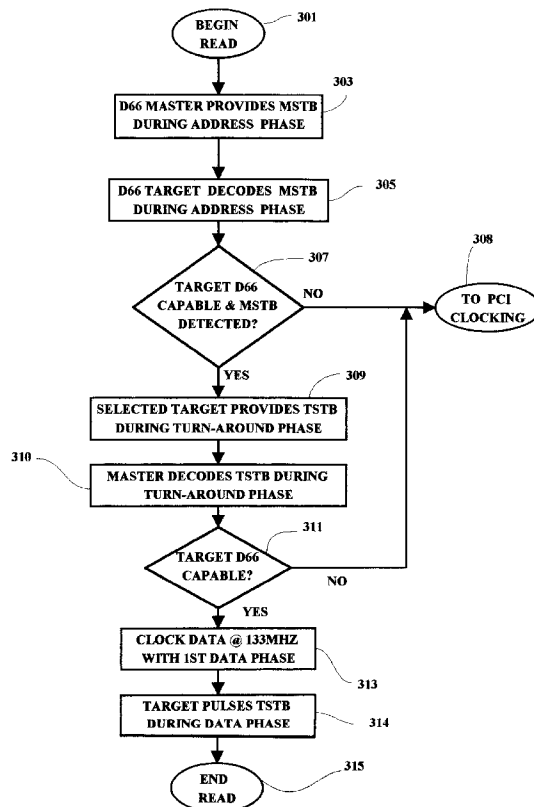 BEGIN
READ
301
D66 MASTER PROVIDES MSTB
DURING ADDRESS PHASE
303
D66 TARGET DECODES MSTB
DURING ADDRESS PHASE
305
TARGET D66
CAPABLE & MSTB
DETECTED?
307
NO
308
TO PCI
CLOCKING
YES
309
SELECTED TARGET PROVIDES TSTB
DURING TURN-AROUND PHASE
310
MASTER DECODES TSTB DURING
TURN-AROUND PHASE
311
TARGET D66
CAPABLE?
NO
YES
CLOCK DATA @ 133MHZ
WITH 1ST DATA PHASE
313
TARGET PULSES TSTB
DURING DATA PHASE
314
END
READ
315